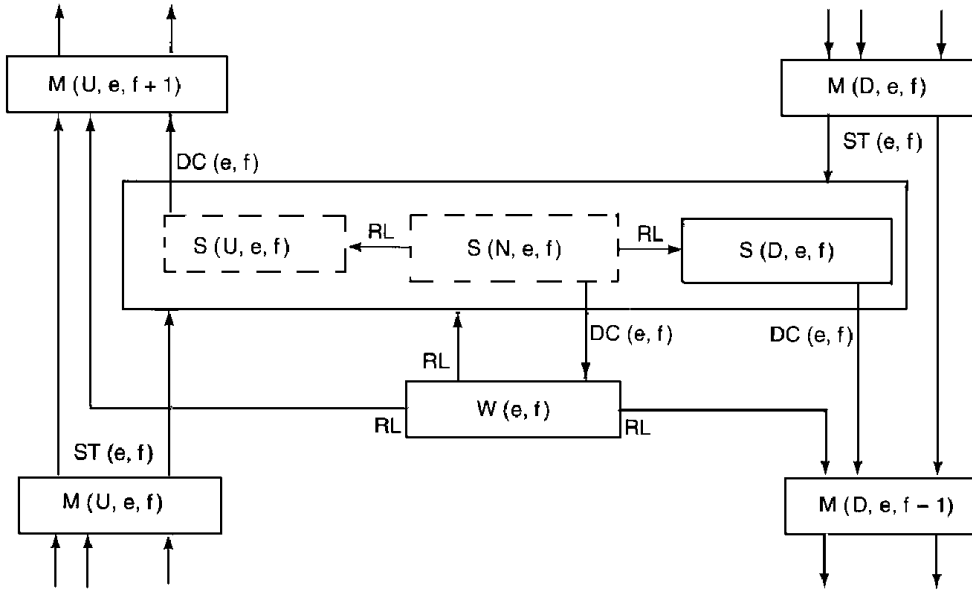 M (U, e, f + 1)
M (D, e, f)
ST (e, f)
DC (e, f)
S (U, e, f)
RL
S (N, e, f)
RL
S (D, e, f)
DC (e, f)
DC (e, f)
RL
W (e, f)
RL
RL
ST (e, f)
M (U, e, f)
M (D, e, f – 1)